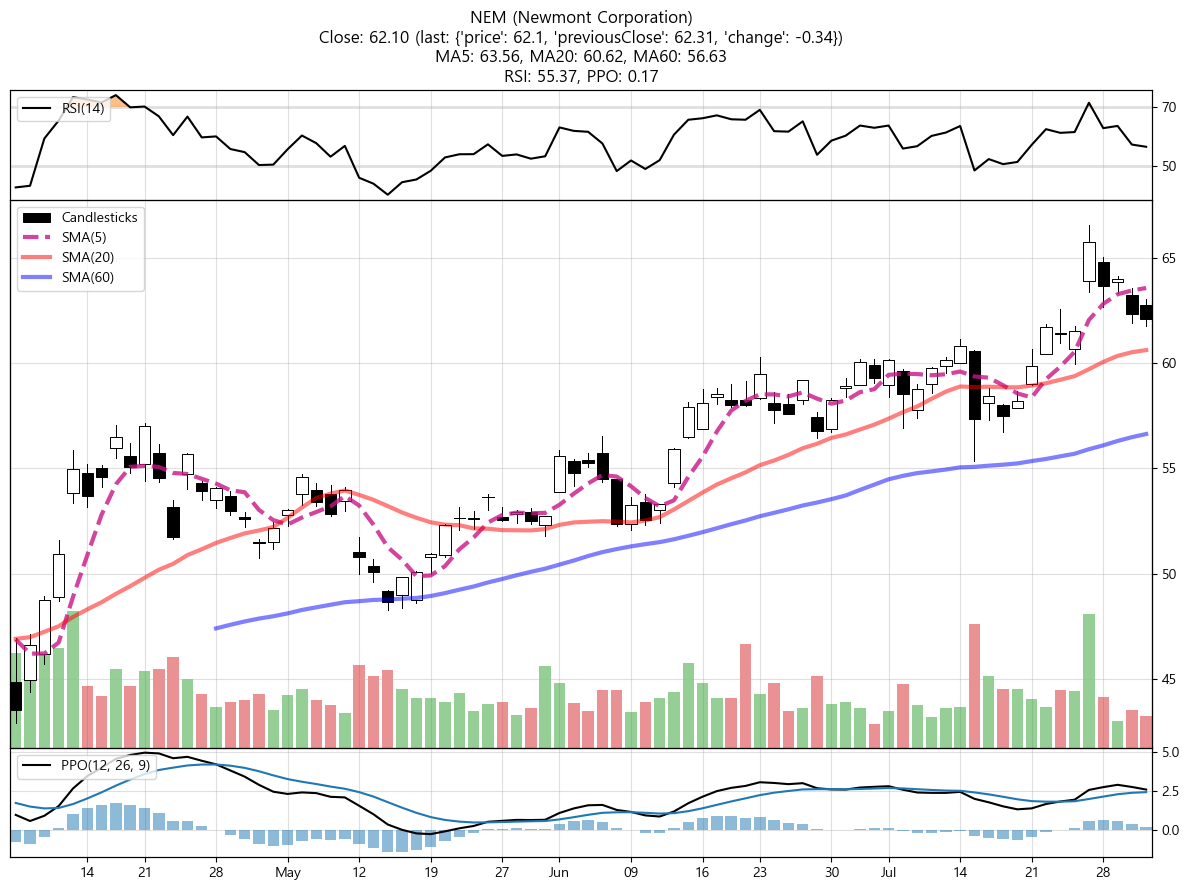 NEM (Newmont Corporation)
Close: 62.10 (last: {'price': 62.1, 'previousClose': 62.31, 'change': -0.34})
MA5: 63.56, MA20: 60.62, MA60: 56.63
RSI: 55.37, PPO: 0.17
RSI(14)
70
50
Candlesticks
SMA(5)
SMA(20)
SMA(60)
65
60
55
50
45
PPO(12, 26, 9)
5.0
2.5
0.0
14 21 28 May 12 19 27 Jun 09 16 23 30 Jul 14 21 28